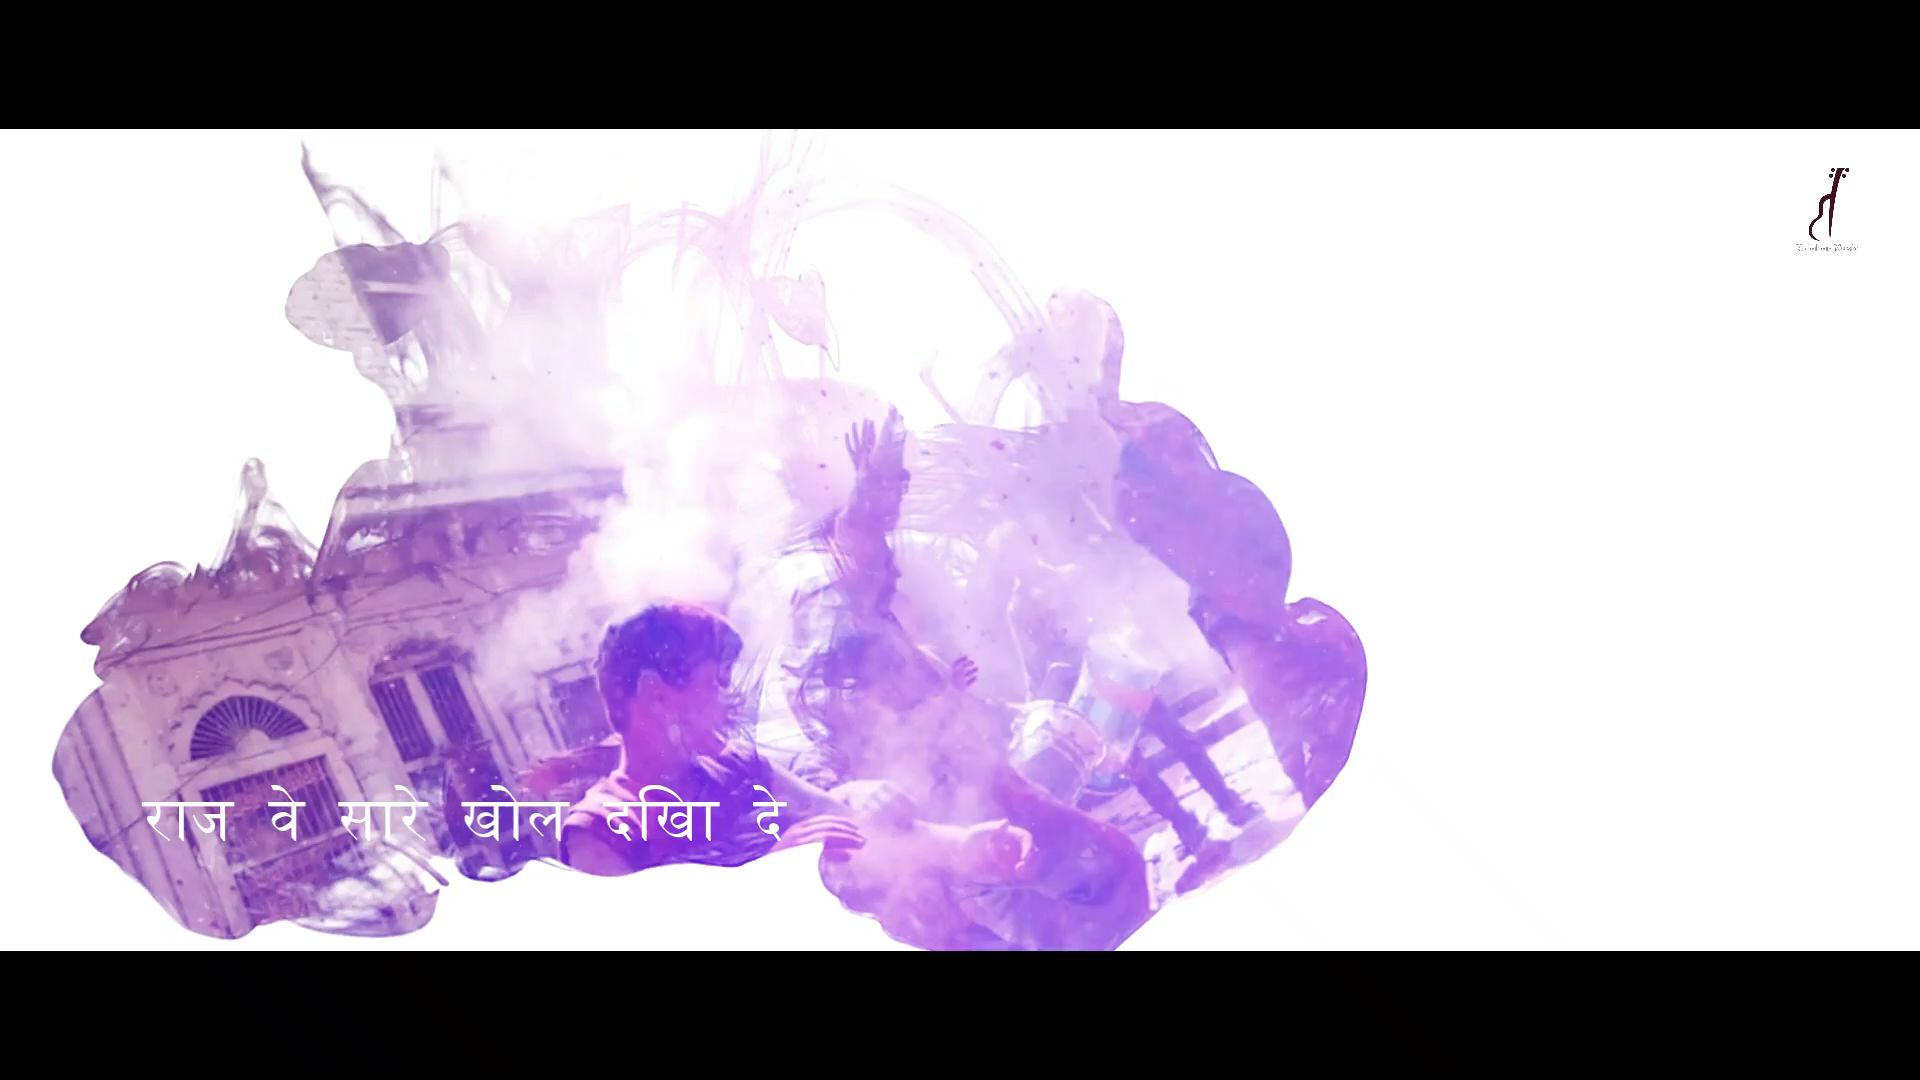 राज वे सारे खोल दखिा दे